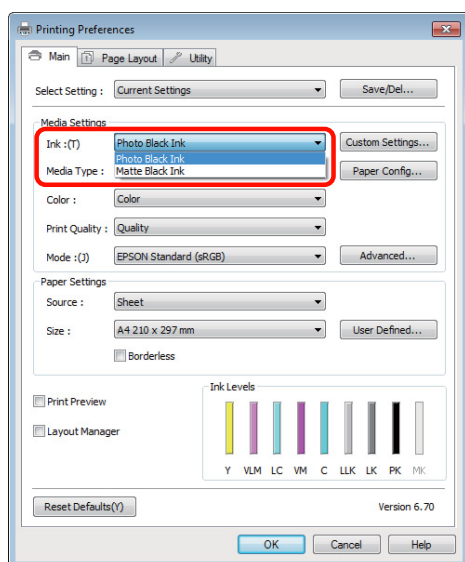 Printing Preferences
Main Page Layout Utility
Select Setting : Current Settings Save/Del...
Media Settings
Ink :(T) Photo Black Ink Custom Settings...
Photo Black Ink
Media Type : Matte Black Ink Paper Config...
Color : Color
Print Quality : Quality
Mode :(J) EPSON Standard (sRGB) Advanced...
Paper Settings
Source : Sheet
Size : A4 210 x 297 mm User Defined...
Borderless
Ink Levels
Print Preview
Layout Manager
Y VLM LC VM C LLK LK PK MK
Reset Defaults(Y) Version 6.70
OK Cancel Help